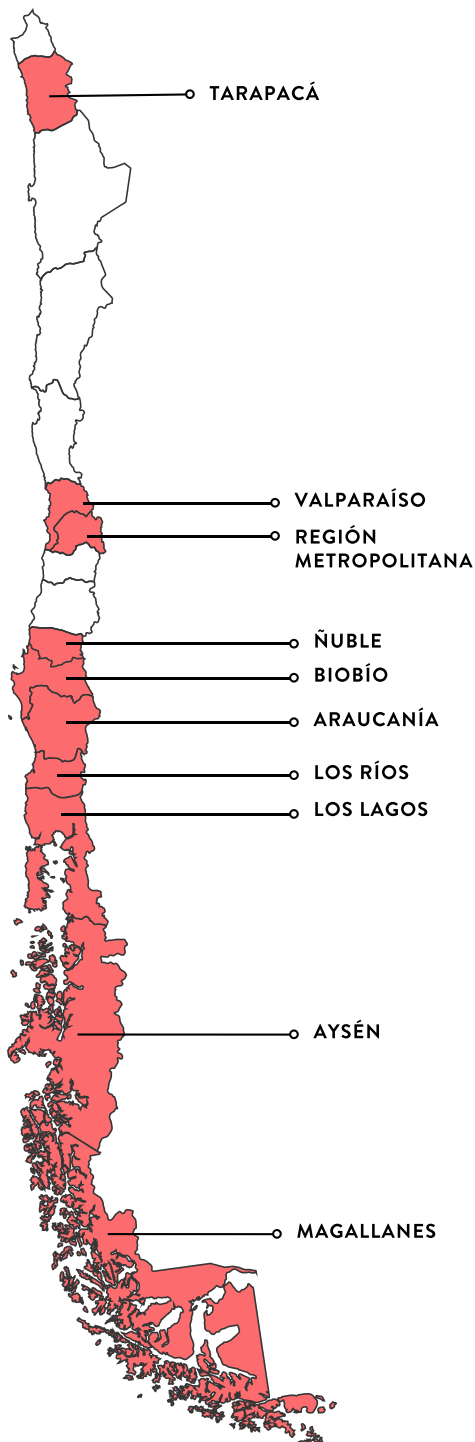 TARAPACÁ
VALPARAÍSO
REGIÓN
METROPOLITANA
ÑUBLE
BIOBÍO
ARAUCANÍA
LOS RÍOS
LOS LAGOS
AYSÉN
MAGALLANES